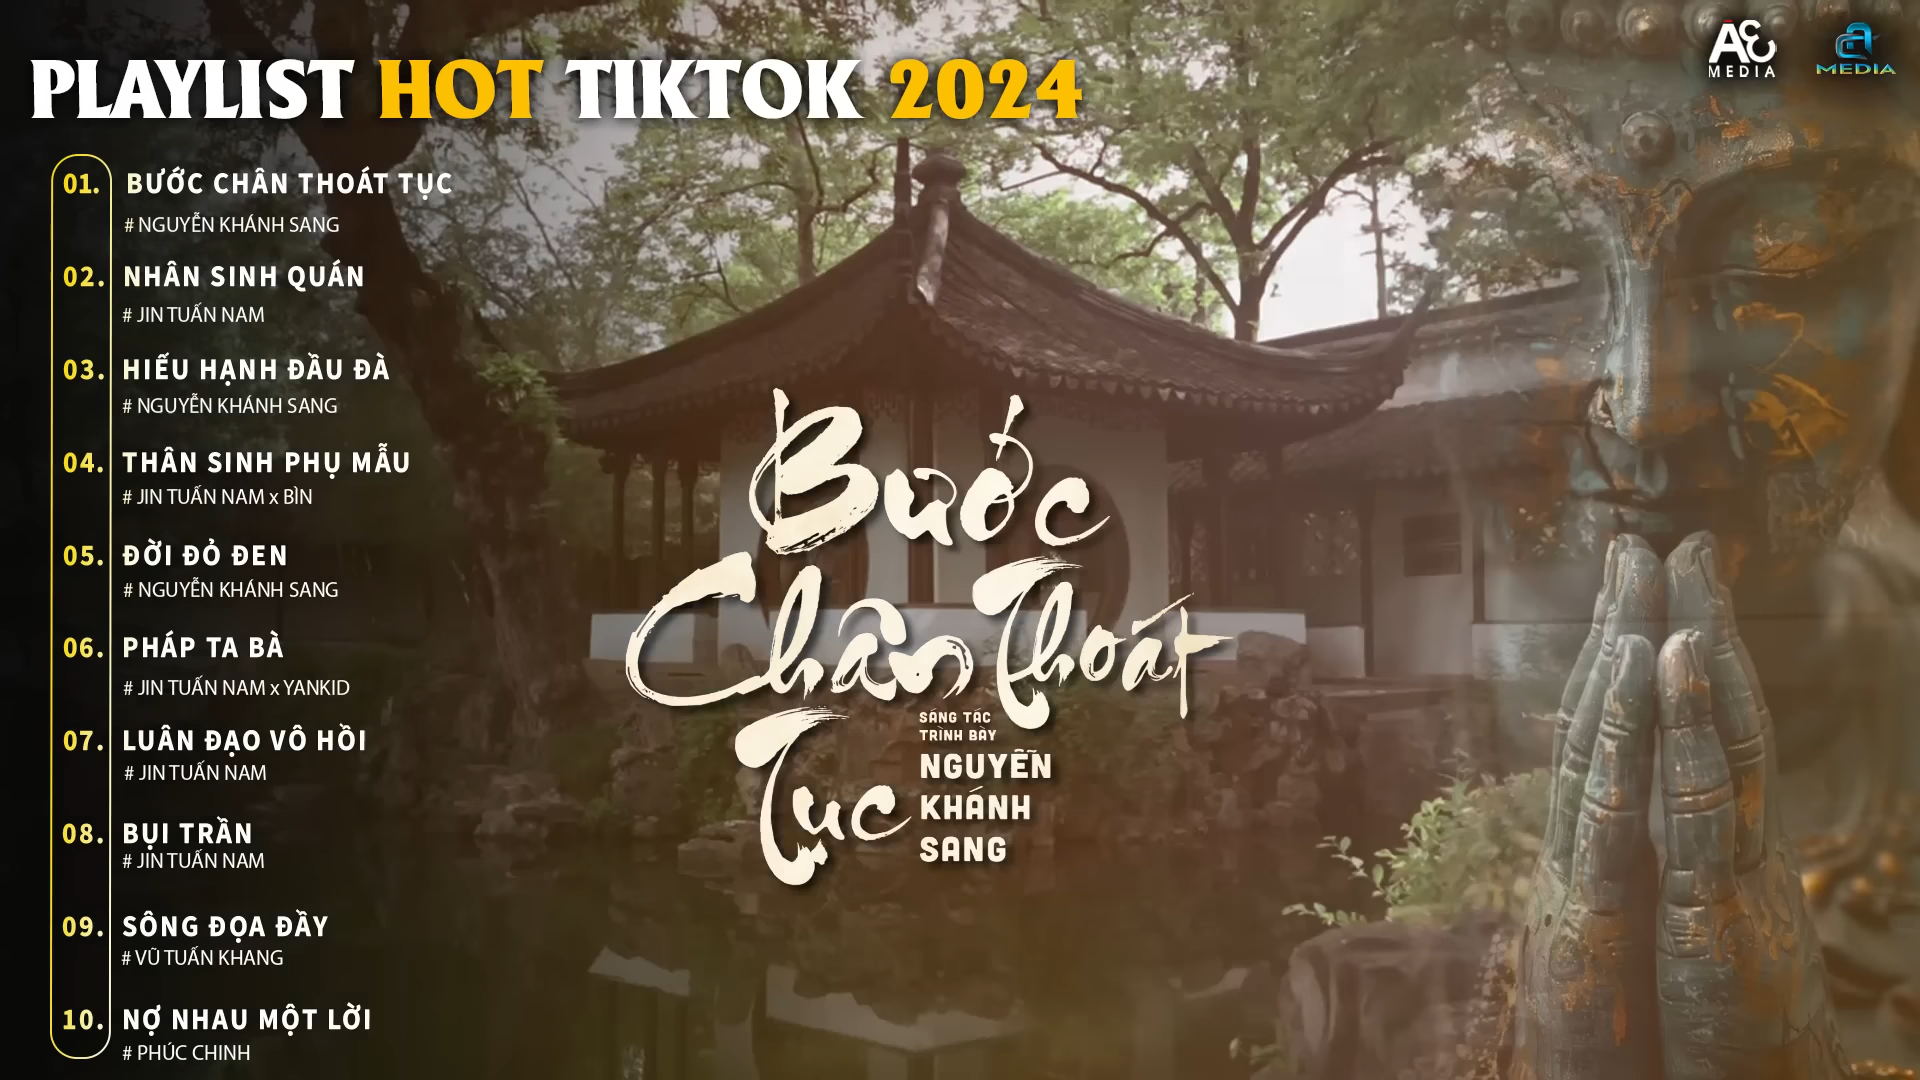 PLAYLIST HOT TIKTOK 2024
AE
MEDIA
MEDIA
01. BƯỚC CHÂN THOÁT TỤC
# NGUYỄN KHÁNH SANG
02. NHÂN SINH QUÁN
# JIN TUẤN NAM
03. HIẾU HẠNH ĐẦU ĐÀ
# NGUYỄN KHÁNH SANG
04. THÂN SINH PHỤ MẪU
# JIN TUẤN NAM x BÌN
05. ĐỜI ĐỎ ĐEN
# NGUYỄN KHÁNH SANG
06. PHÁP TA BÀ
# JIN TUẤN NAM x YANKID
07. LUÂN ĐẠO VÔ HỒI
# JIN TUẤN NAM
08. BỤI TRẦN
# JIN TUẤN NAM
09. SÔNG ĐỌA ĐẦY
# VŨ TUẤN KHANG
10. NỢ NHAU MỘT LỜI
# PHÚC CHINH
Bước
Chân Thoát
Tục
SÁNG TÁC
TRÌNH BÀY
NGUYỄN
KHÁNH
SANG